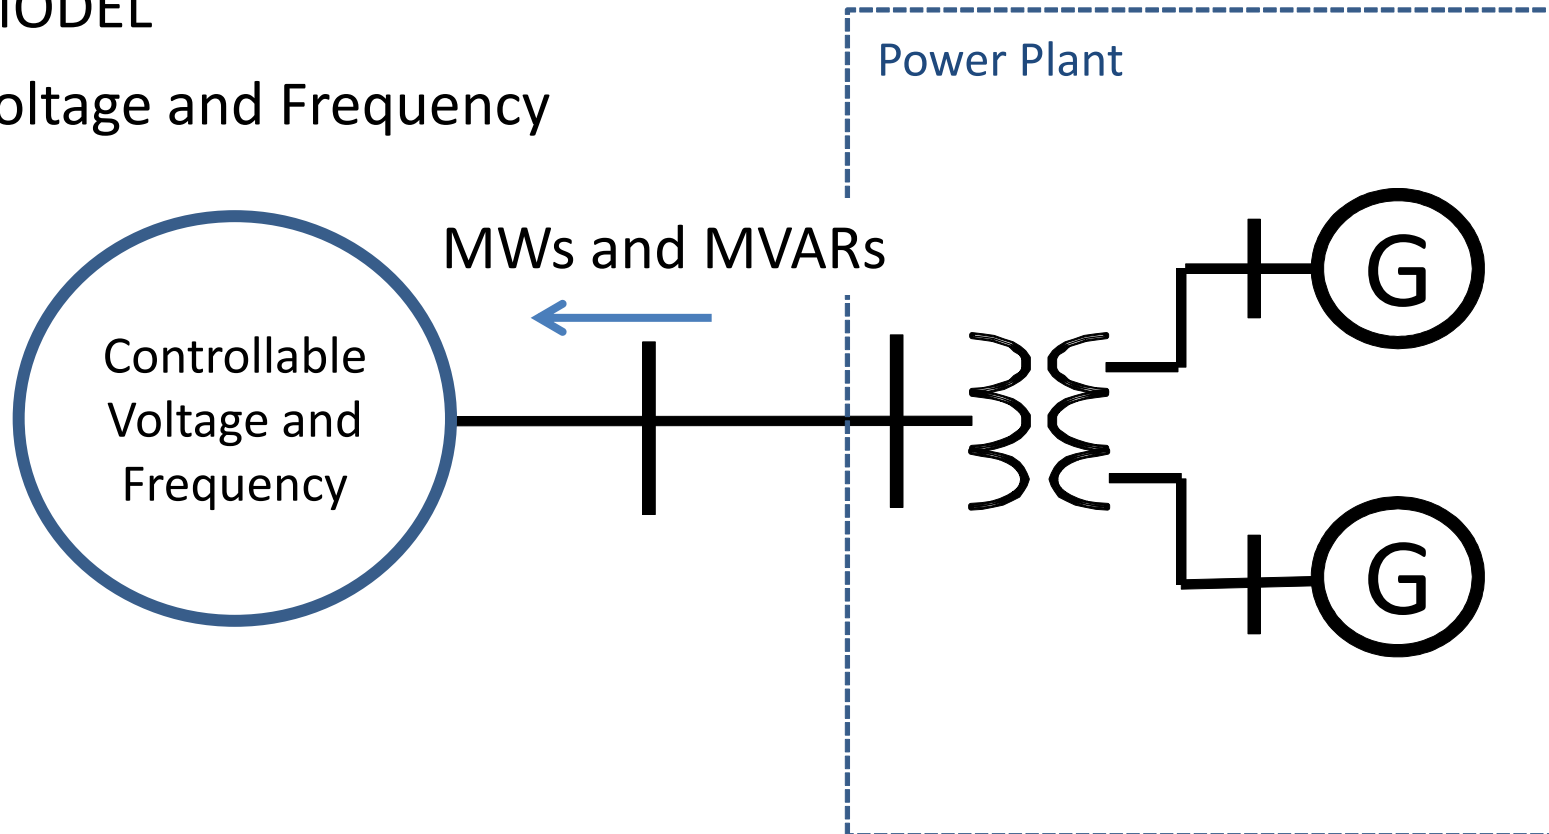 Power Plant
Voltage and Frequency
MWs and MVARs
G
Controllable
Voltage and
Frequency
G